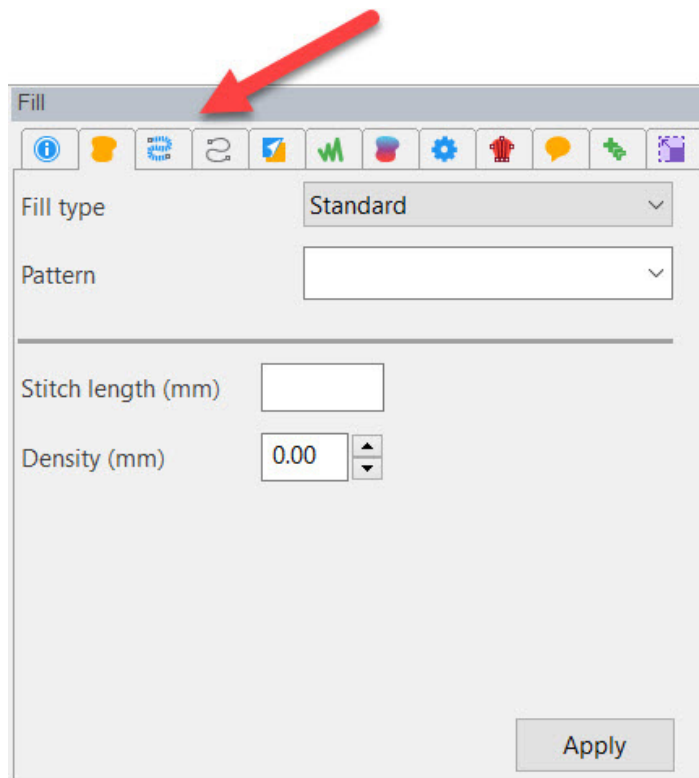 Fill
Fill type Standard
Pattern
Stitch length (mm)
Density (mm) 0.00
Apply